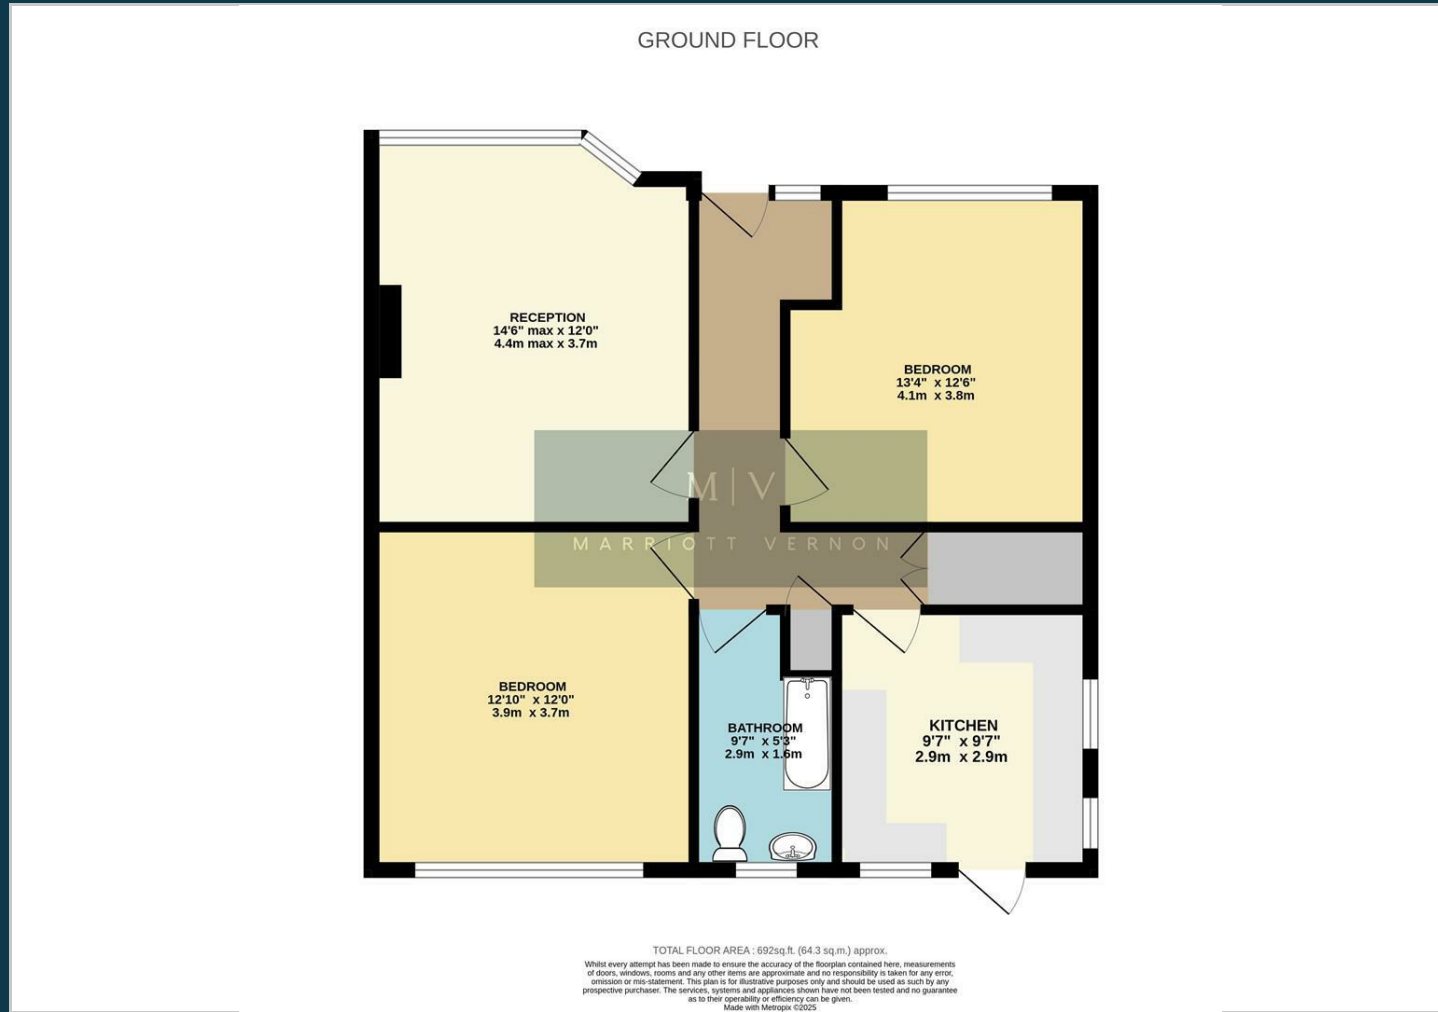 GROUND FLOOR
RECEPTION
14'6" max x 12'0"
4.4m max x 3.7m
BEDROOM
13'4" x 12'6"
4.1m x 3.8m
M|V
MARRIOTT VERNON
BEDROOM
12'10" x 12'0"
3.9m x 3.7m
BATHROOM
9'7" x 5'3"
2.9m x 1.6m
KITCHEN
9'7" x 9'7"
2.9m x 2.9m
TOTAL FLOOR AREA : 692sq.ft. (64.3 sq.m.) approx.
Whilst every attempt has been made to ensure the accuracy of the floorplan contained here, measurements
of doors, windows, rooms and any other items are approximate and no responsibility is taken for any error,
omission or mis-statement. This plan is for illustrative purposes only and should be used as such by any
prospective purchaser. The services, systems and appliances shown have not been tested and no guarantee
as to their operability or efficiency can be given.
Made with Metropix ©2025